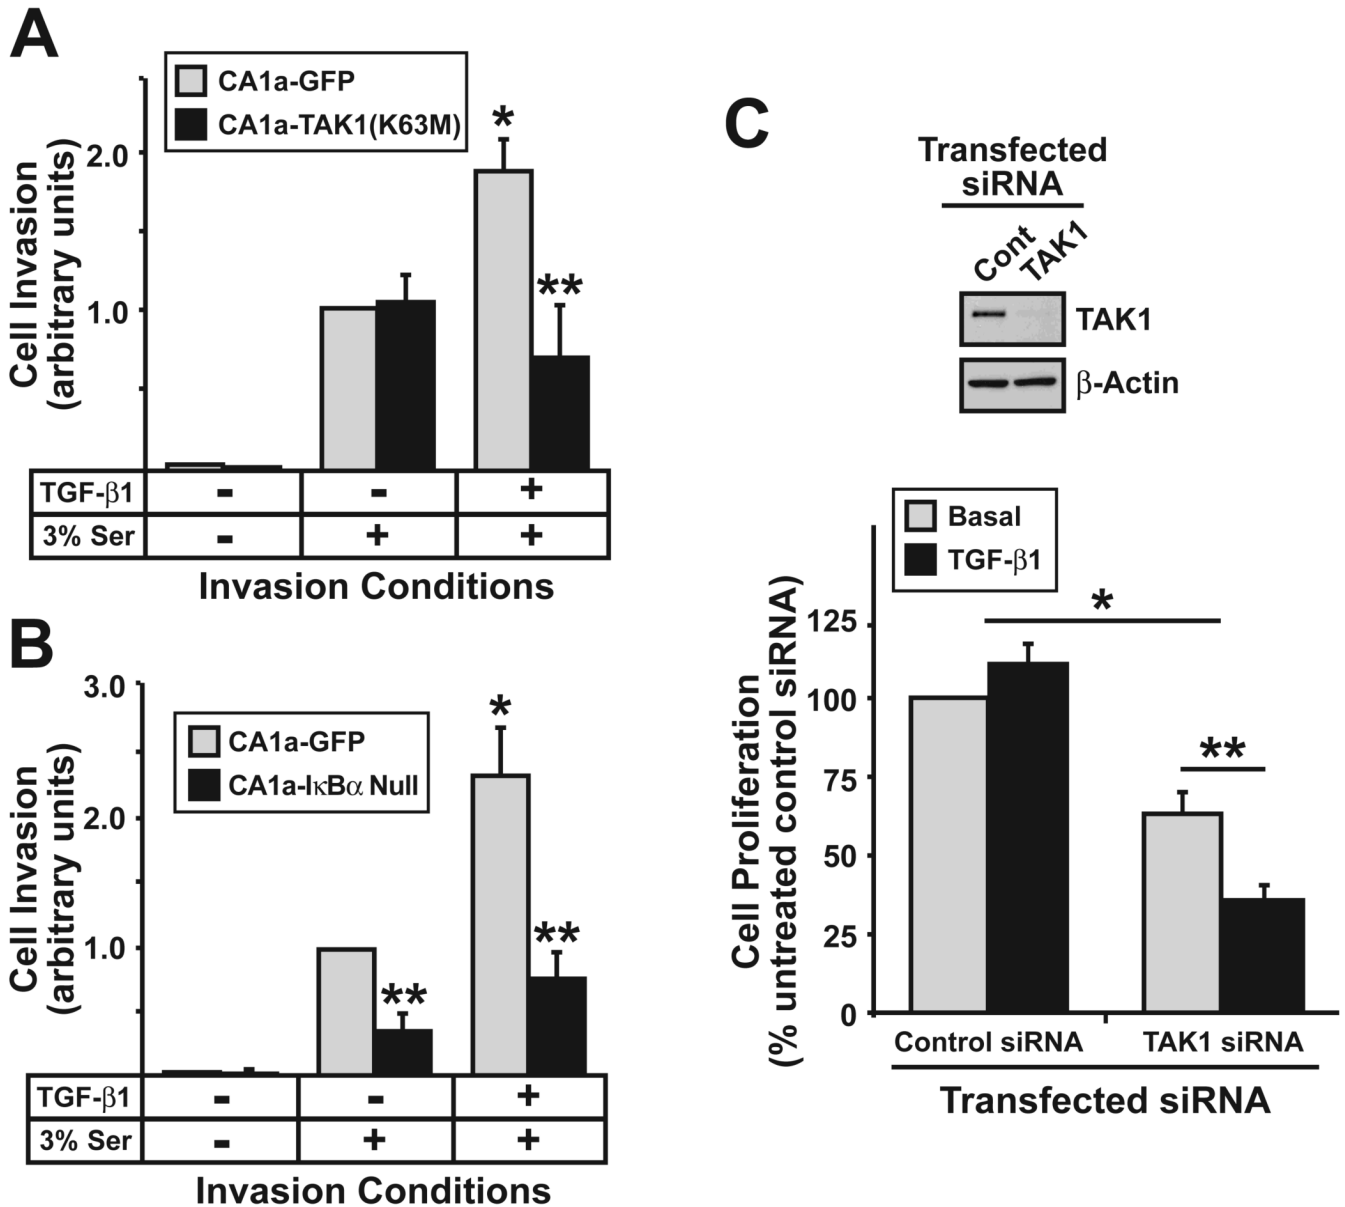 A
CA1a-GFP
CA1a-TAK1(K63M)
Cell Invasion
(arbitrary units)
2.0
1.0
*
**
TGF-β1 - - +
3% Ser - + +
Invasion Conditions
B
CA1a-GFP
CA1a-IκBα Null
Cell Invasion
(arbitrary units)
3.0
2.0
1.0
*
**
**
TGF-β1 - - +
3% Ser - + +
Invasion Conditions
C
Transfected
siRNA
Cont
TAK1
TAK1
β-Actin
Basal
TGF-β1
Cell Proliferation
(% untreated control siRNA)
125
100
75
50
25
0
*
**
Control siRNA TAK1 siRNA
Transfected siRNA